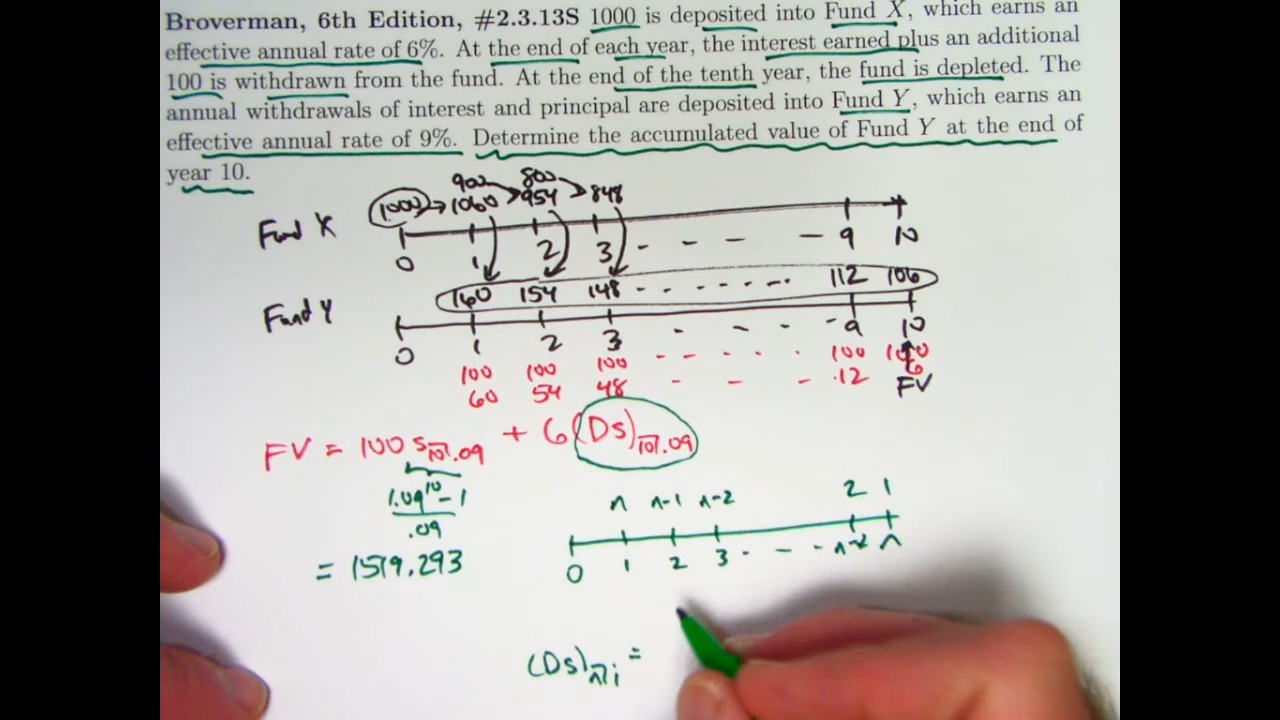 Broverman, 6th Edition, #2.3.13S 1000 is deposited into Fund X, which earns an
effective annual rate of 6%. At the end of each year, the interest earned plus an additional
100 is withdrawn from the fund. At the end of the tenth year, the fund is depleted. The
annual withdrawals of interest and principal are deposited into Fund Y, which earns an
effective annual rate of 9%. Determine the accumulated value of Fund Y at the end of
year 10.
900 800
1000 → 1060 → 954 → 848
Fund X
0 1 2 3 - - - - 9 10
160 154 148 - - - - - - 112 106
Fund Y
0 1 2 3 - - - - 9 10
100 100 100 - - - - - 100 100
60 54 48 - - - 12 6
FV
FV = 100 s10⌉.09 + 6(Ds)10⌉.09
1.09^10 - 1
.09
= 1519.293
n n-1 n-2 2 1
0 1 2 3 - - - n
(Ds)n⌉i =